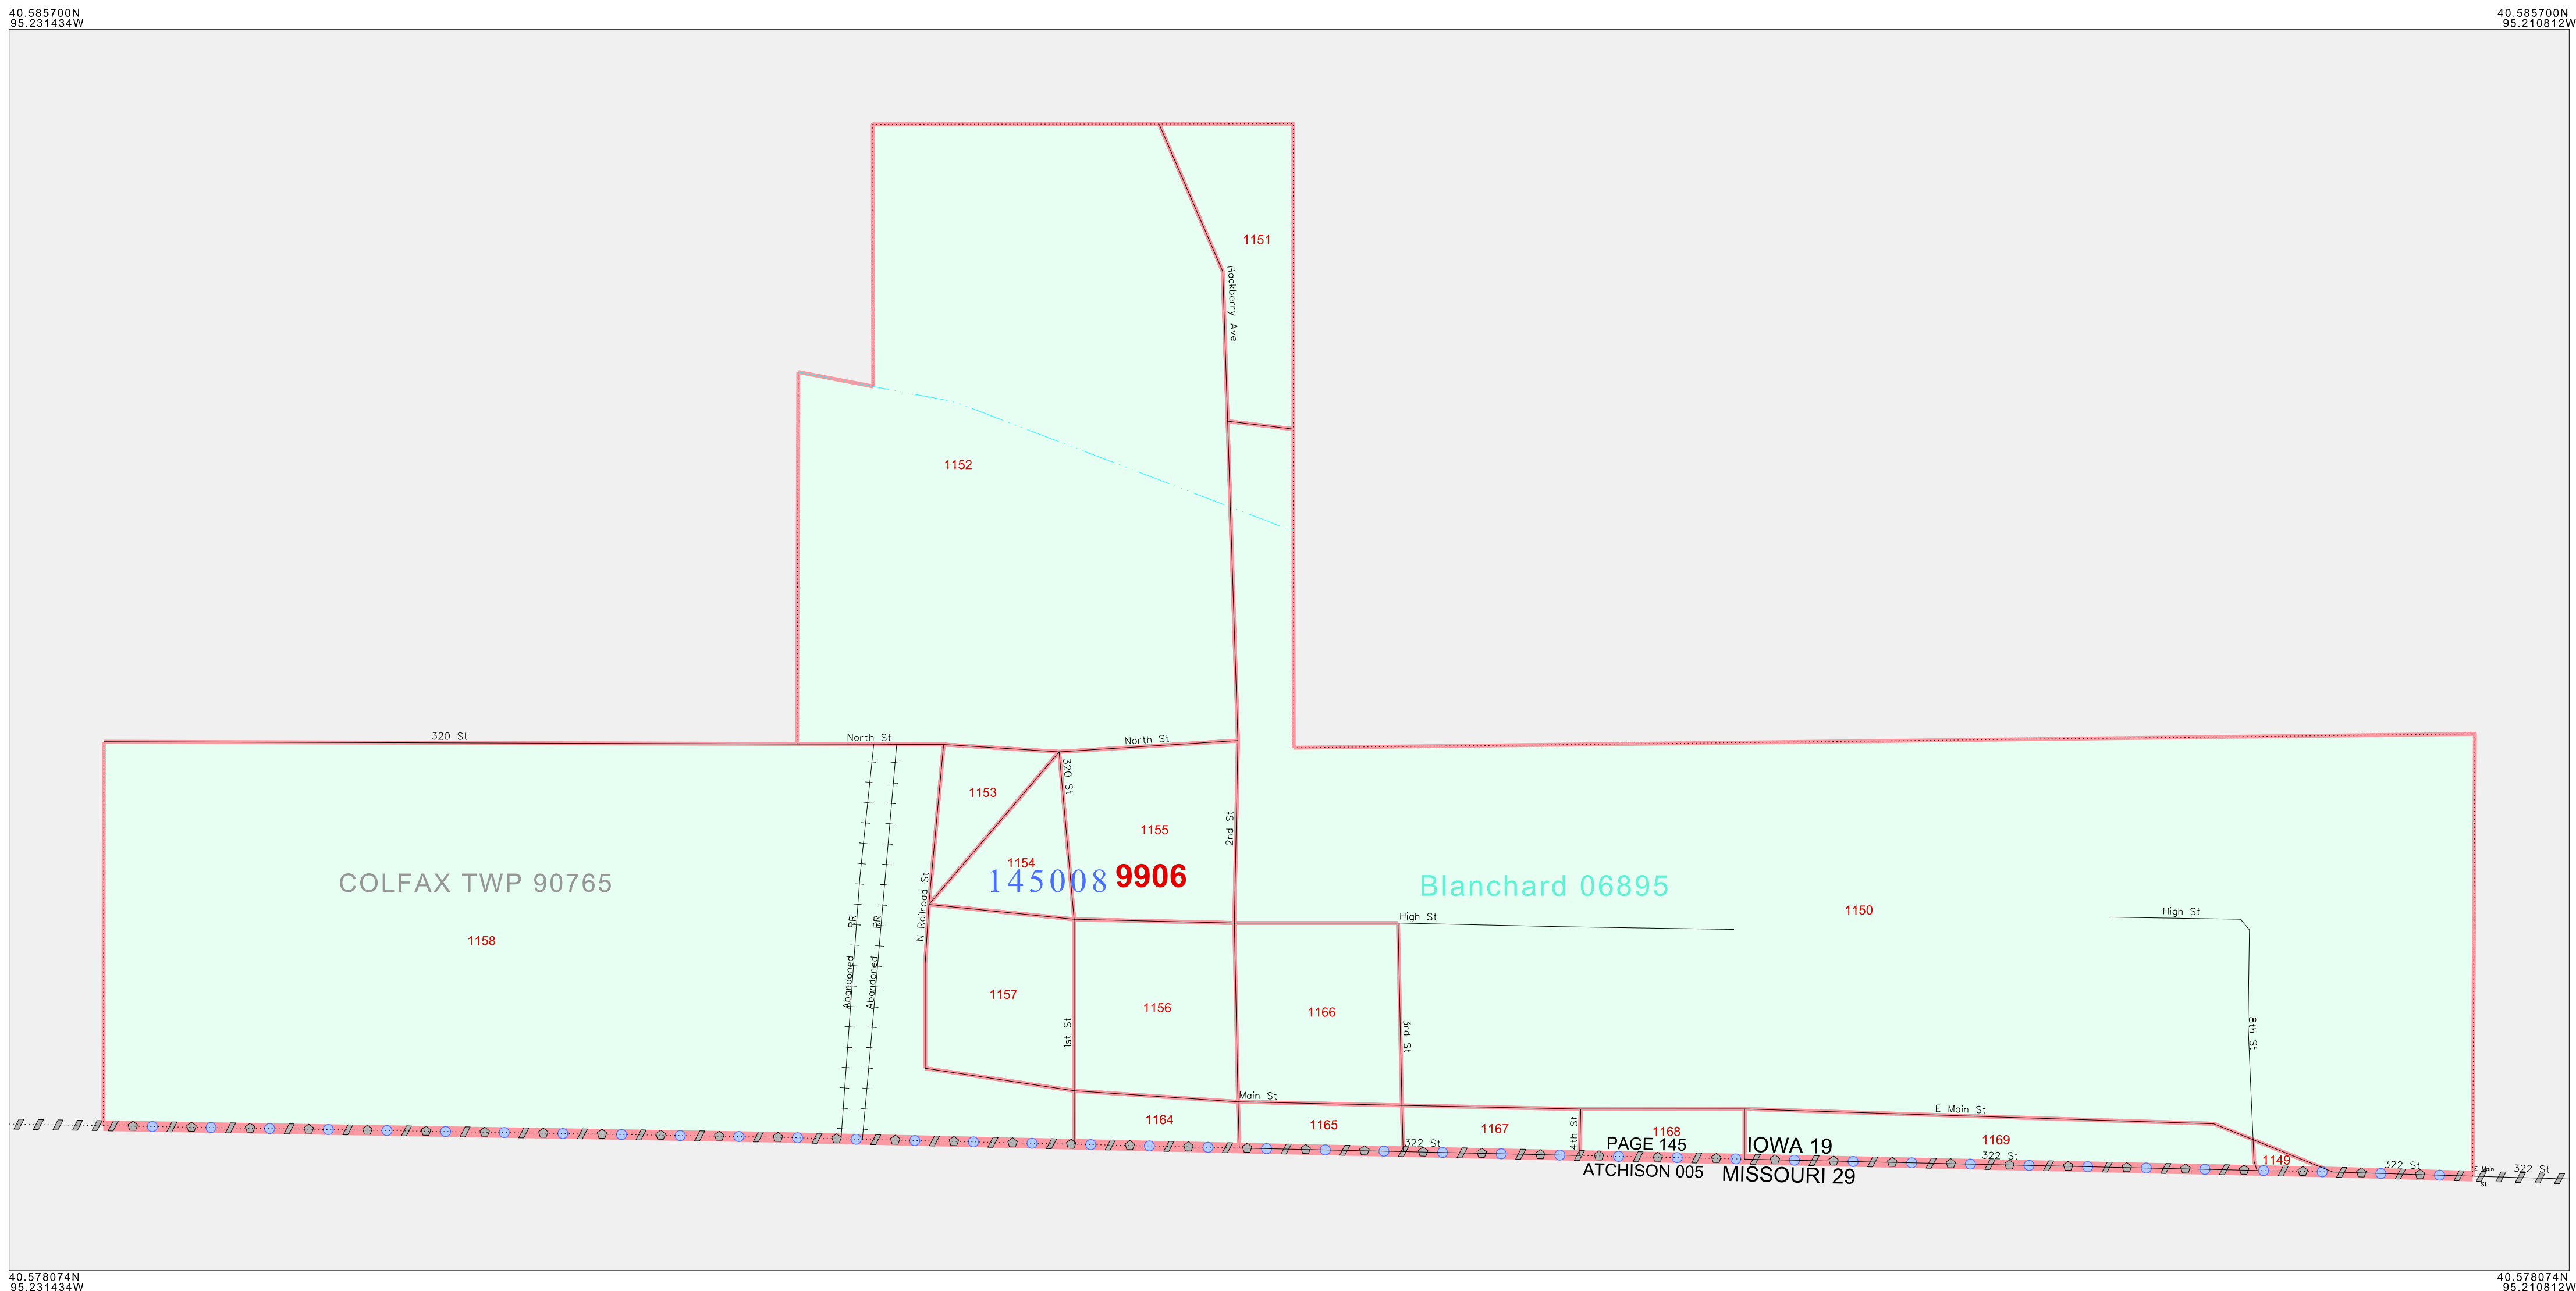 40.585700N
95.231434W
40.585700N
95.210812W
1151
Hackberry Ave
1152
320 St
North St
North St
320 St
1153
2nd St
1155
1154
145008
9906
COLFAX TWP 90765
Blanchard 06895
N Railroad St
1150
High St
High St
1158
RR
RR
Abandoned
Abandoned
1157
1156
1166
1st St
3rd St
8th St
Main St
E Main St
1164
1165
1167
4th St
1168
1169
322 St
PAGE 145
IOWA 19
322 St
1149
322 St
E Main
St
322 St
ATCHISON 005
MISSOURI 29
40.578074N
95.231434W
40.578074N
95.210812W